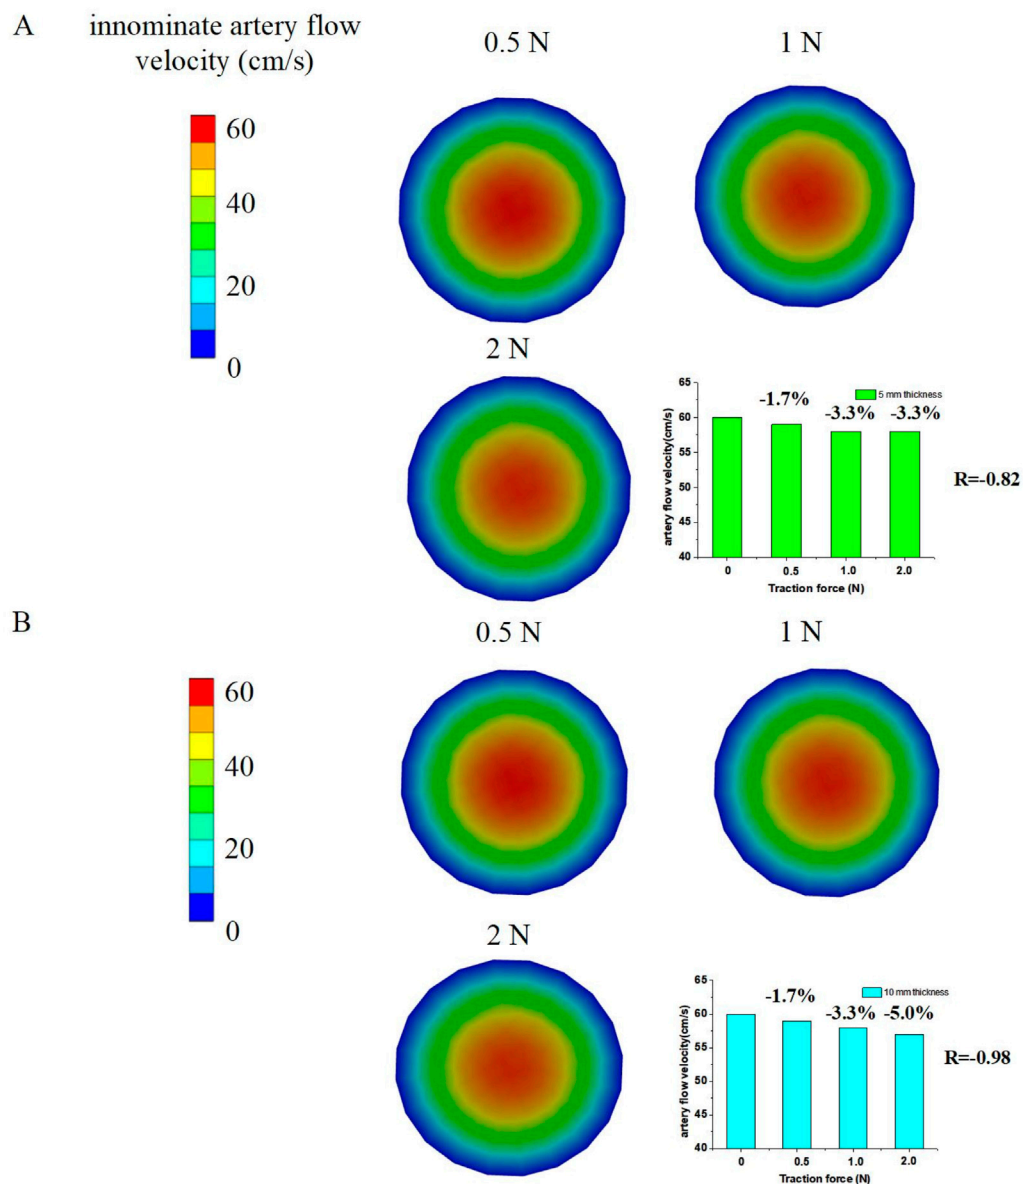 A
innominate artery flow
velocity (cm/s)
0.5 N
1 N
60
40
20
0
2 N
65
60
55
50
45
40
artery flow velocity(cm/s)
5 mm thickness
-1.7%
-3.3%
-3.3%
0
0.5
1.0
2.0
Traction force (N)
R=-0.82
B
0.5 N
1 N
60
40
20
0
2 N
65
60
55
50
45
40
artery flow velocity(cm/s)
10 mm thickness
-1.7%
-3.3%
-5.0%
0
0.5
1.0
2.0
Traction force (N)
R=-0.98